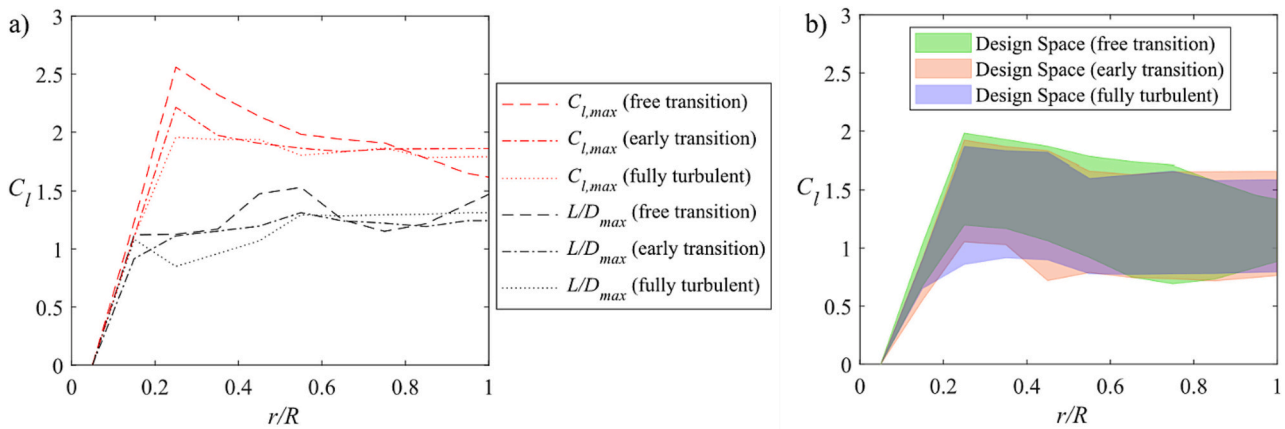 a)
3
2.5
2
1.5
1
0.5
0
C_l
0
0.2
0.4
0.6
0.8
1
r/R
C_l,max (free transition)
C_l,max (early transition)
C_l,max (fully turbulent)
L/D_max (free transition)
L/D_max (early transition)
L/D_max (fully turbulent)
b)
3
2.5
2
1.5
1
0.5
0
C_l
0
0.2
0.4
0.6
0.8
1
r/R
Design Space (free transition)
Design Space (early transition)
Design Space (fully turbulent)